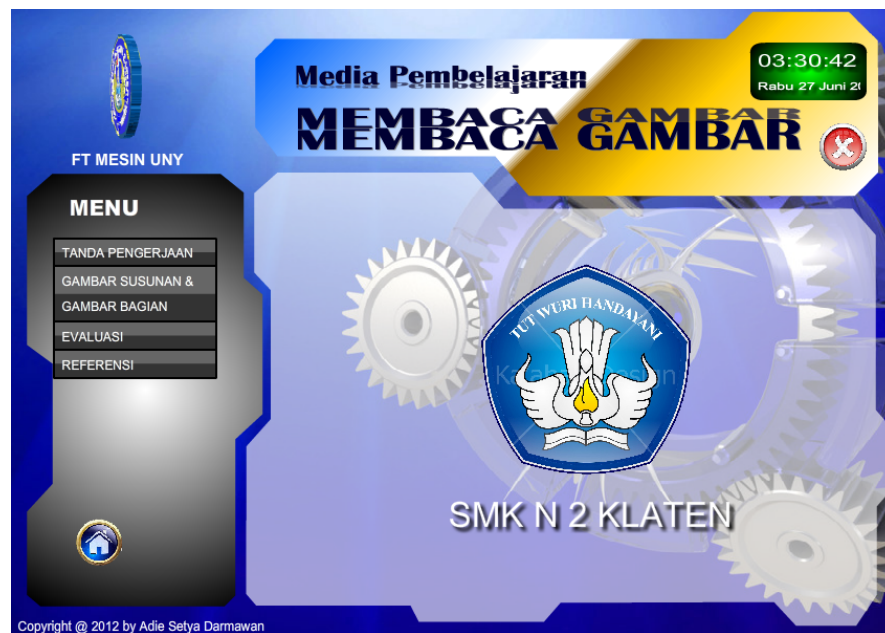 Media Pembelajaran
MEMBACA GAMBAR
03:30:42
Rabu 27 Juni 20
FT MESIN UNY
MENU
TANDA PENGERJAAN
GAMBAR SUSUNAN &
GAMBAR BAGIAN
EVALUASI
REFERENSI
TUT WURI HANDAYANI
SMK N 2 KLATEN
Copyright @ 2012 by Adie Setya Darmawan